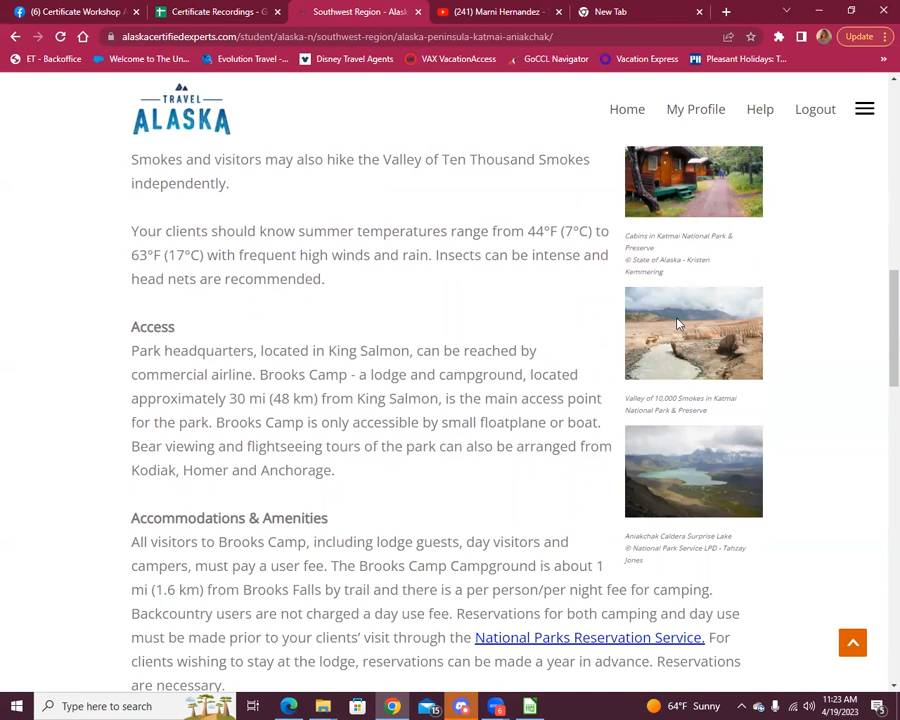 (6) Certificate Workshop A
Certificate Recordings - G
Southwest Region - Alask
(241) Marni Hernandez - Y
New Tab
alaskacertifiedexperts.com/student/alaska-n/southwest-region/alaska-peninsula-katmai-aniakchak/
Update
ET - Backoffice
Welcome to The Un...
Evolution Travel -...
Disney Travel Agents
VAX VacationAccess
GoCCL Navigator
Vacation Express
Pleasant Holidays: T...
TRAVEL
ALASKA
Home
My Profile
Help
Logout
Smokes and visitors may also hike the Valley of Ten Thousand Smokes
independently.
Your clients should know summer temperatures range from 44°F (7°C) to
63°F (17°C) with frequent high winds and rain. Insects can be intense and
head nets are recommended.
Access
Park headquarters, located in King Salmon, can be reached by
commercial airline. Brooks Camp - a lodge and campground, located
approximately 30 mi (48 km) from King Salmon, is the main access point
for the park. Brooks Camp is only accessible by small floatplane or boat.
Bear viewing and flightseeing tours of the park can also be arranged from
Kodiak, Homer and Anchorage.
Accommodations & Amenities
All visitors to Brooks Camp, including lodge guests, day visitors and
campers, must pay a user fee. The Brooks Camp Campground is about 1
mi (1.6 km) from Brooks Falls by trail and there is a per person/per night fee for camping.
Backcountry users are not charged a day use fee. Reservations for both camping and day use
must be made prior to your clients' visit through the National Parks Reservation Service. For
clients wishing to stay at the lodge, reservations can be made a year in advance. Reservations
are necessary.
Cabins in Katmai National Park &
Preserve
© State of Alaska - Kristen
Kemmering
Valley of 10,000 Smokes in Katmai
National Park & Preserve
Aniakchak Caldera Surprise Lake
© National Park Service LPD - Tahzay
Jones
Type here to search
15
6
64°F Sunny
11:23 AM
4/19/2023
5